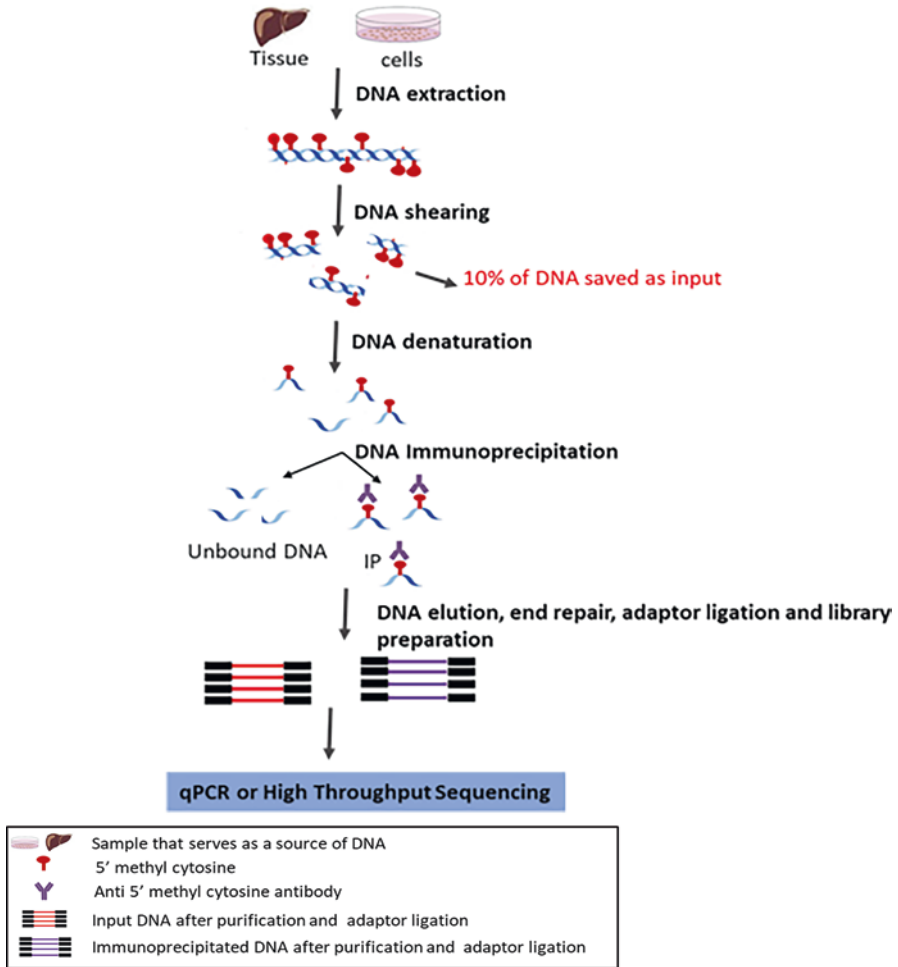 Tissue
cells
DNA extraction
DNA shearing
10% of DNA saved as input
DNA denaturation
DNA Immunoprecipitation
Unbound DNA
IP
DNA elution, end repair, adaptor ligation and library
preparation
qPCR or High Throughput Sequencing
Sample that serves as a source of DNA
5′ methyl cytosine
Anti 5′ methyl cytosine antibody
Input DNA after purification and adaptor ligation
Immunoprecipitated DNA after purification and adaptor ligation